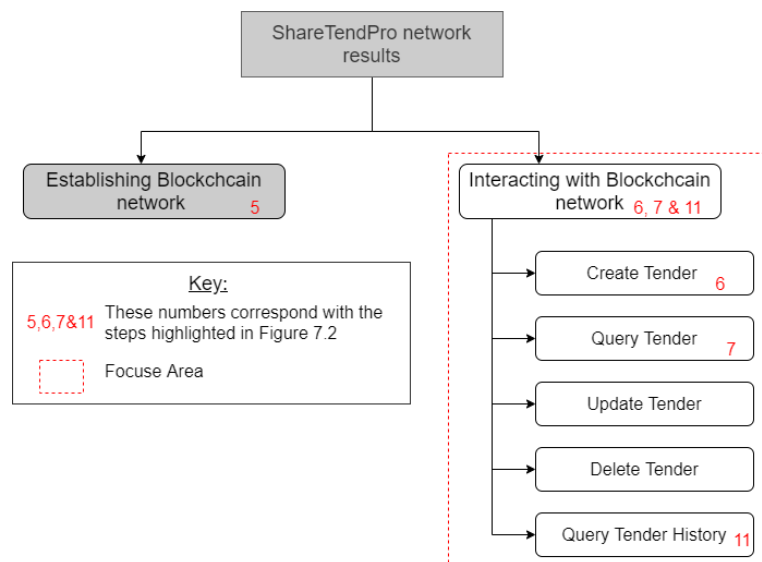 ShareTendPro network
results
Establishing Blockchcain
network 5
Interacting with Blockchcain
network 6, 7 & 11
Key:
5,6,7&11 These numbers correspond with the
steps highlighted in Figure 7.2
Focuse Area
Create Tender 6
Query Tender 7
Update Tender
Delete Tender
Query Tender History 11